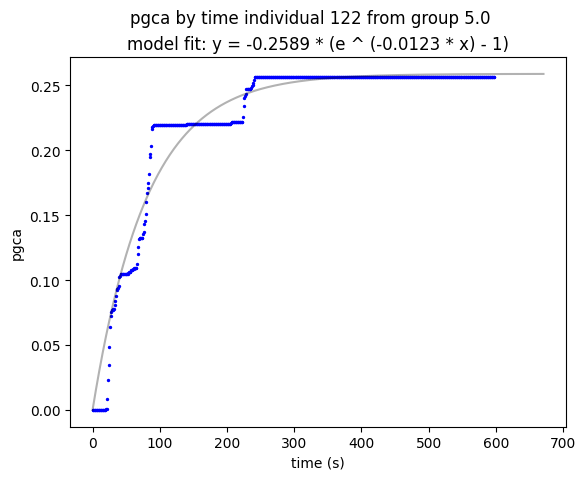 pgca by time individual 122 from group 5.0
model fit: y = -0.2589 * (e ^ (-0.0123 * x) - 1)
0.25
0.20
0.15
0.10
0.05
0.00
pgca
0 100 200 300 400 500 600 700
time (s)